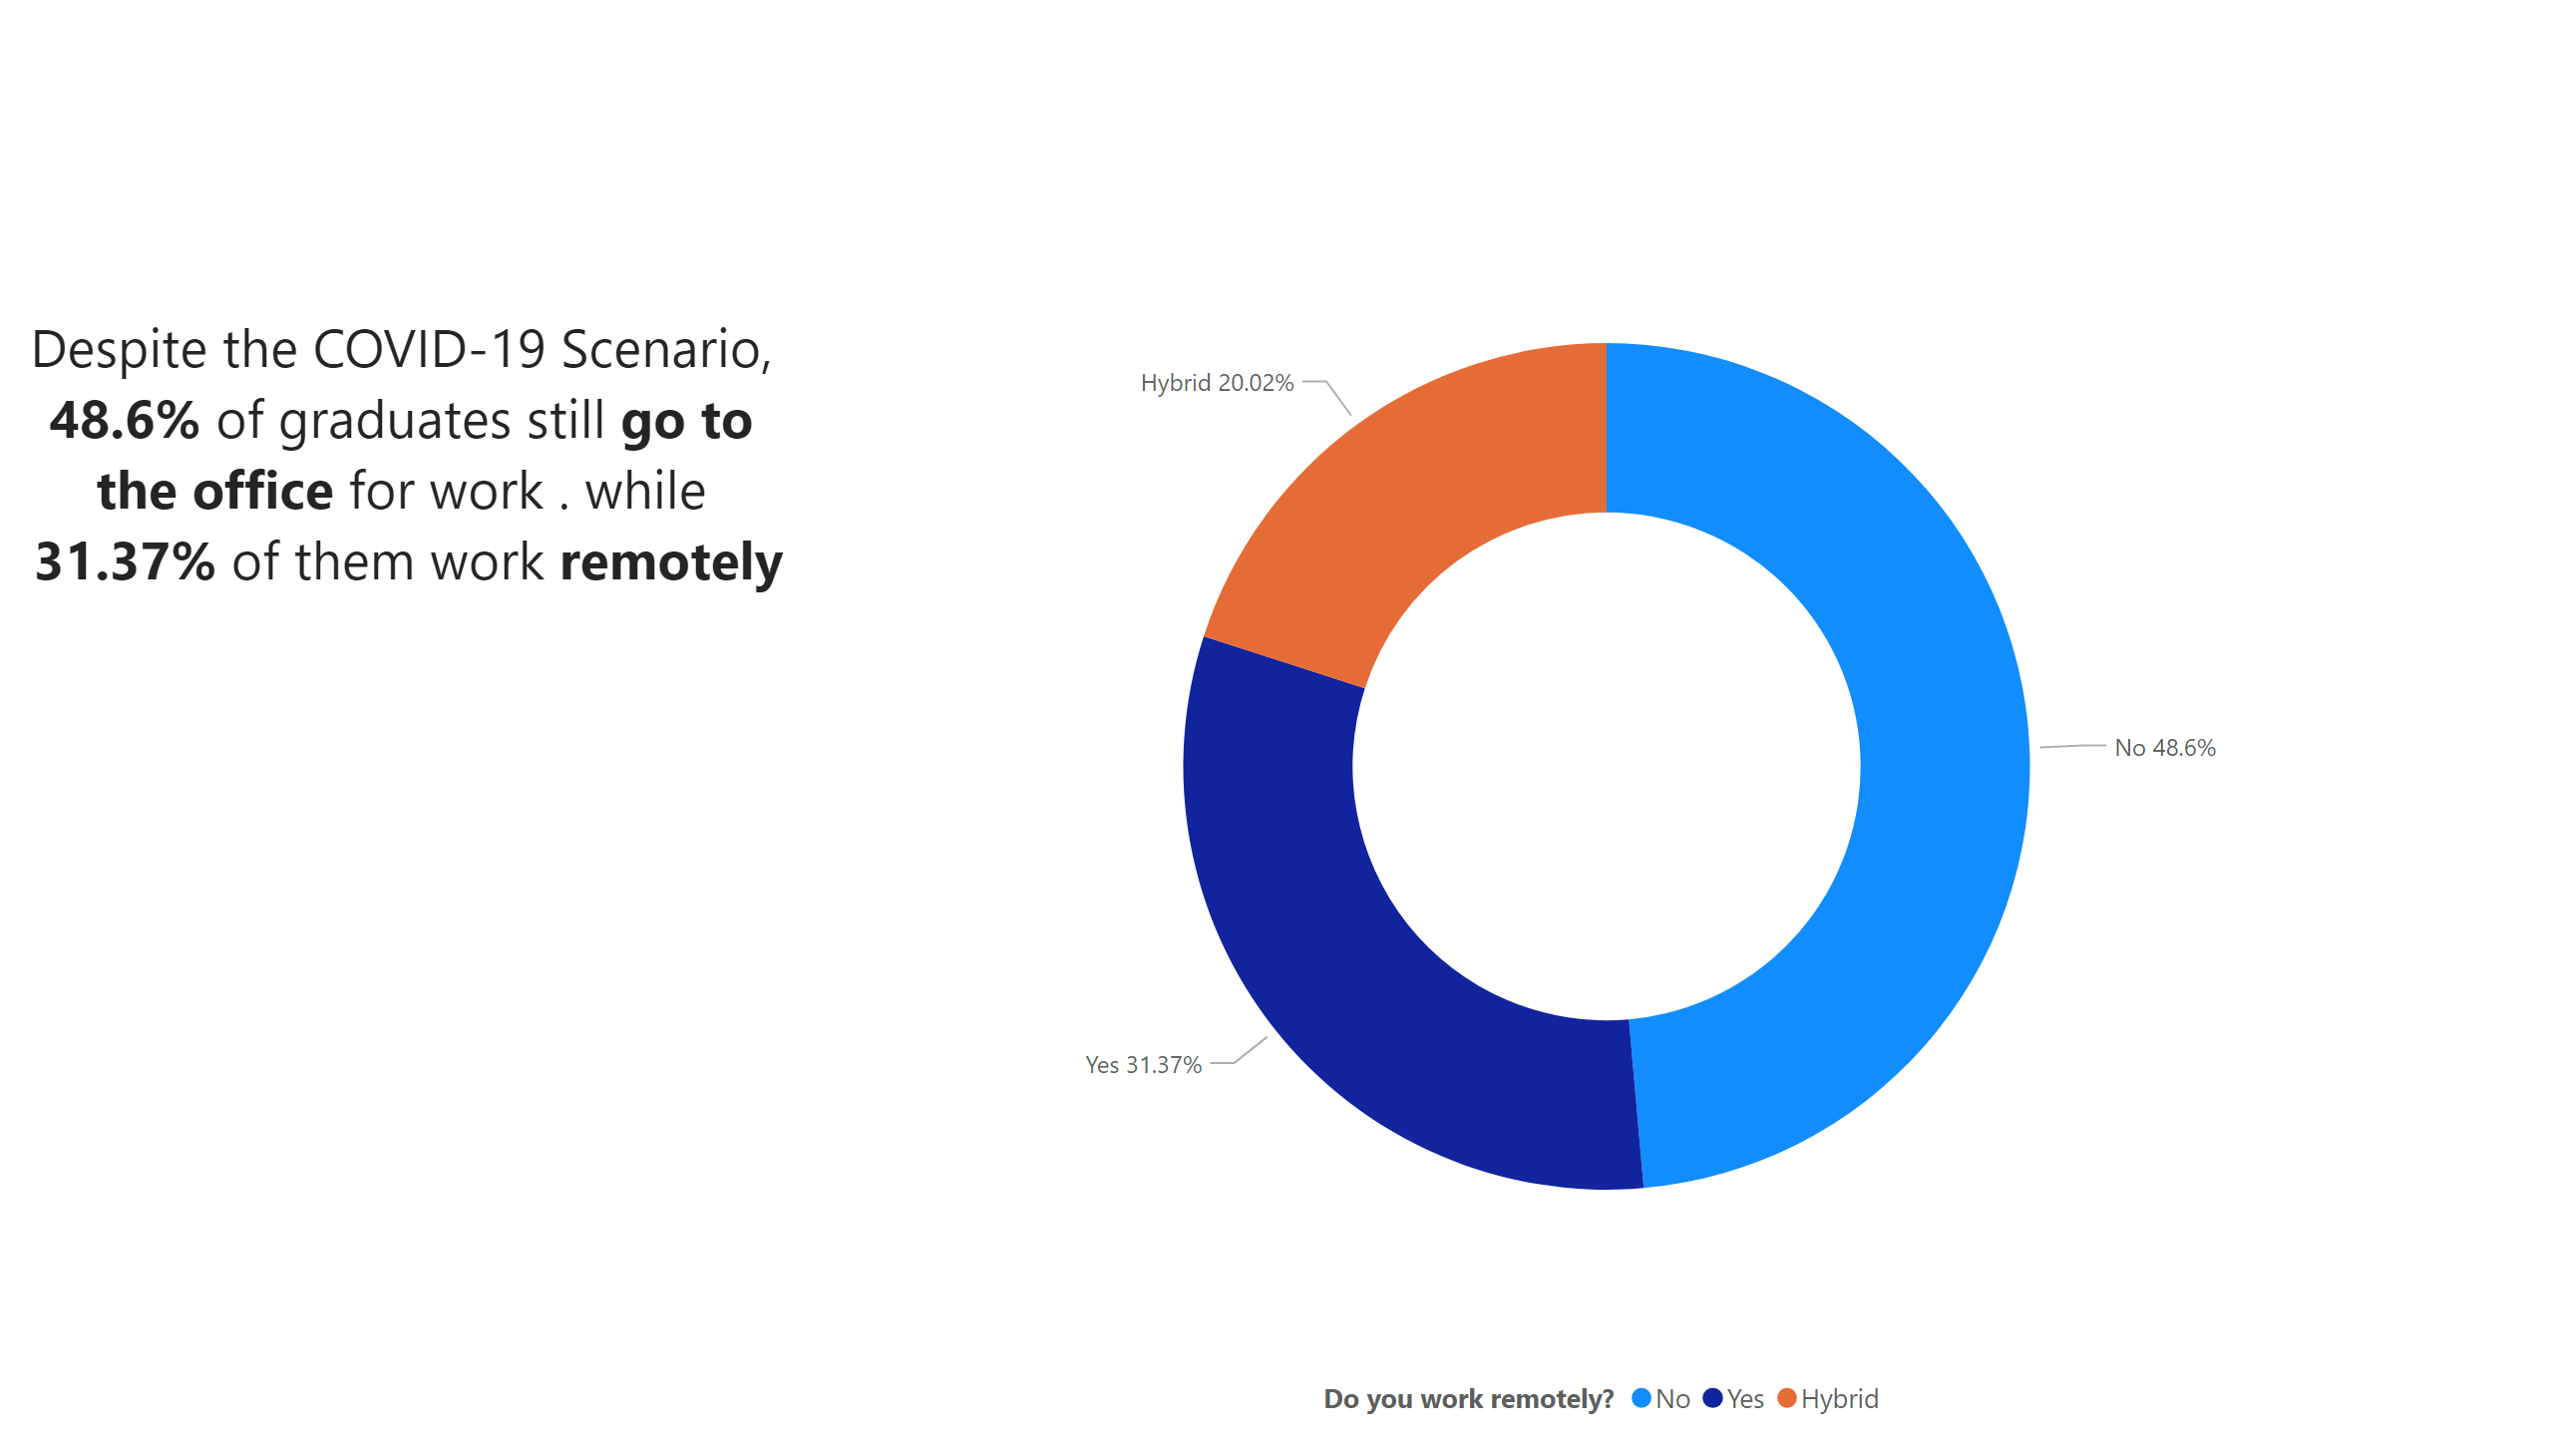 Despite the COVID-19 Scenario,
48.6% of graduates still go to
the office for work . while
31.37% of them work remotely
Hybrid 20.02%
No 48.6%
Yes 31.37%
Do you work remotely? No Yes Hybrid